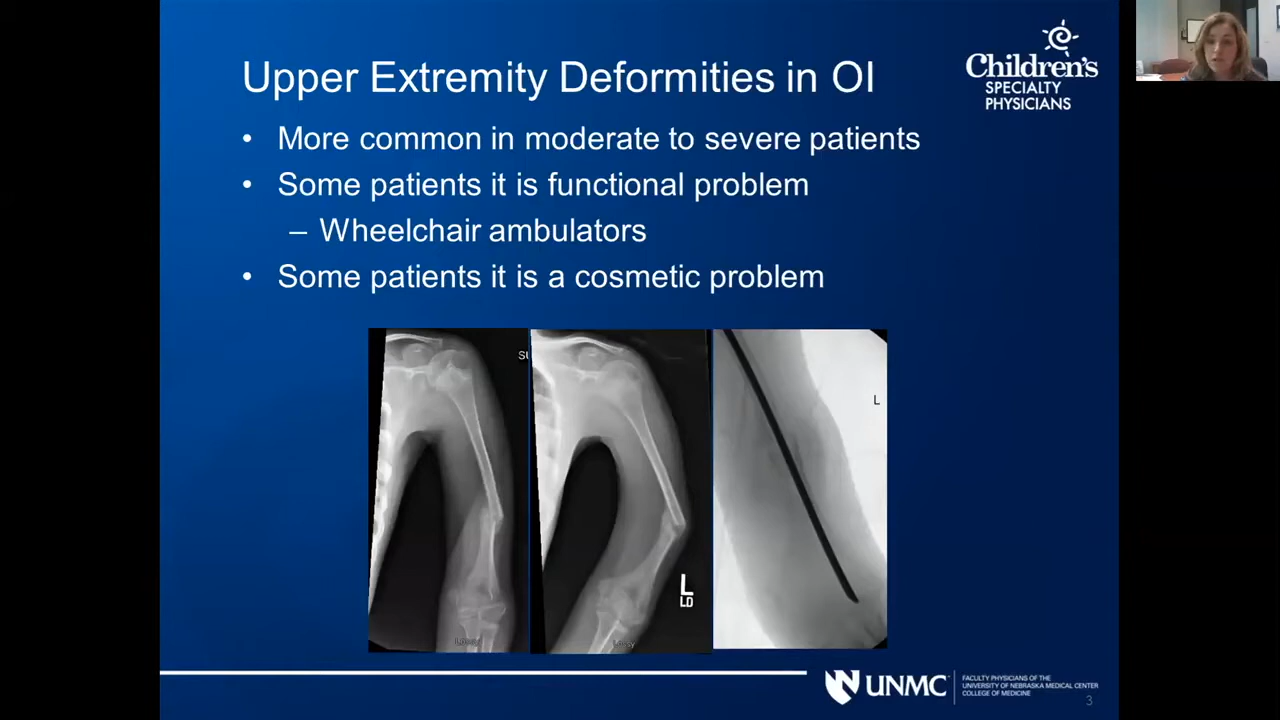 Upper Extremity Deformities in OI
Children's
SPECIALTY
PHYSICIANS
• More common in moderate to severe patients
• Some patients it is functional problem
– Wheelchair ambulators
• Some patients it is a cosmetic problem
L
L
LD
UNMC
FACULTY PHYSICIANS OF THE
UNIVERSITY OF NEBRASKA MEDICAL CENTER
COLLEGE OF MEDICINE
3